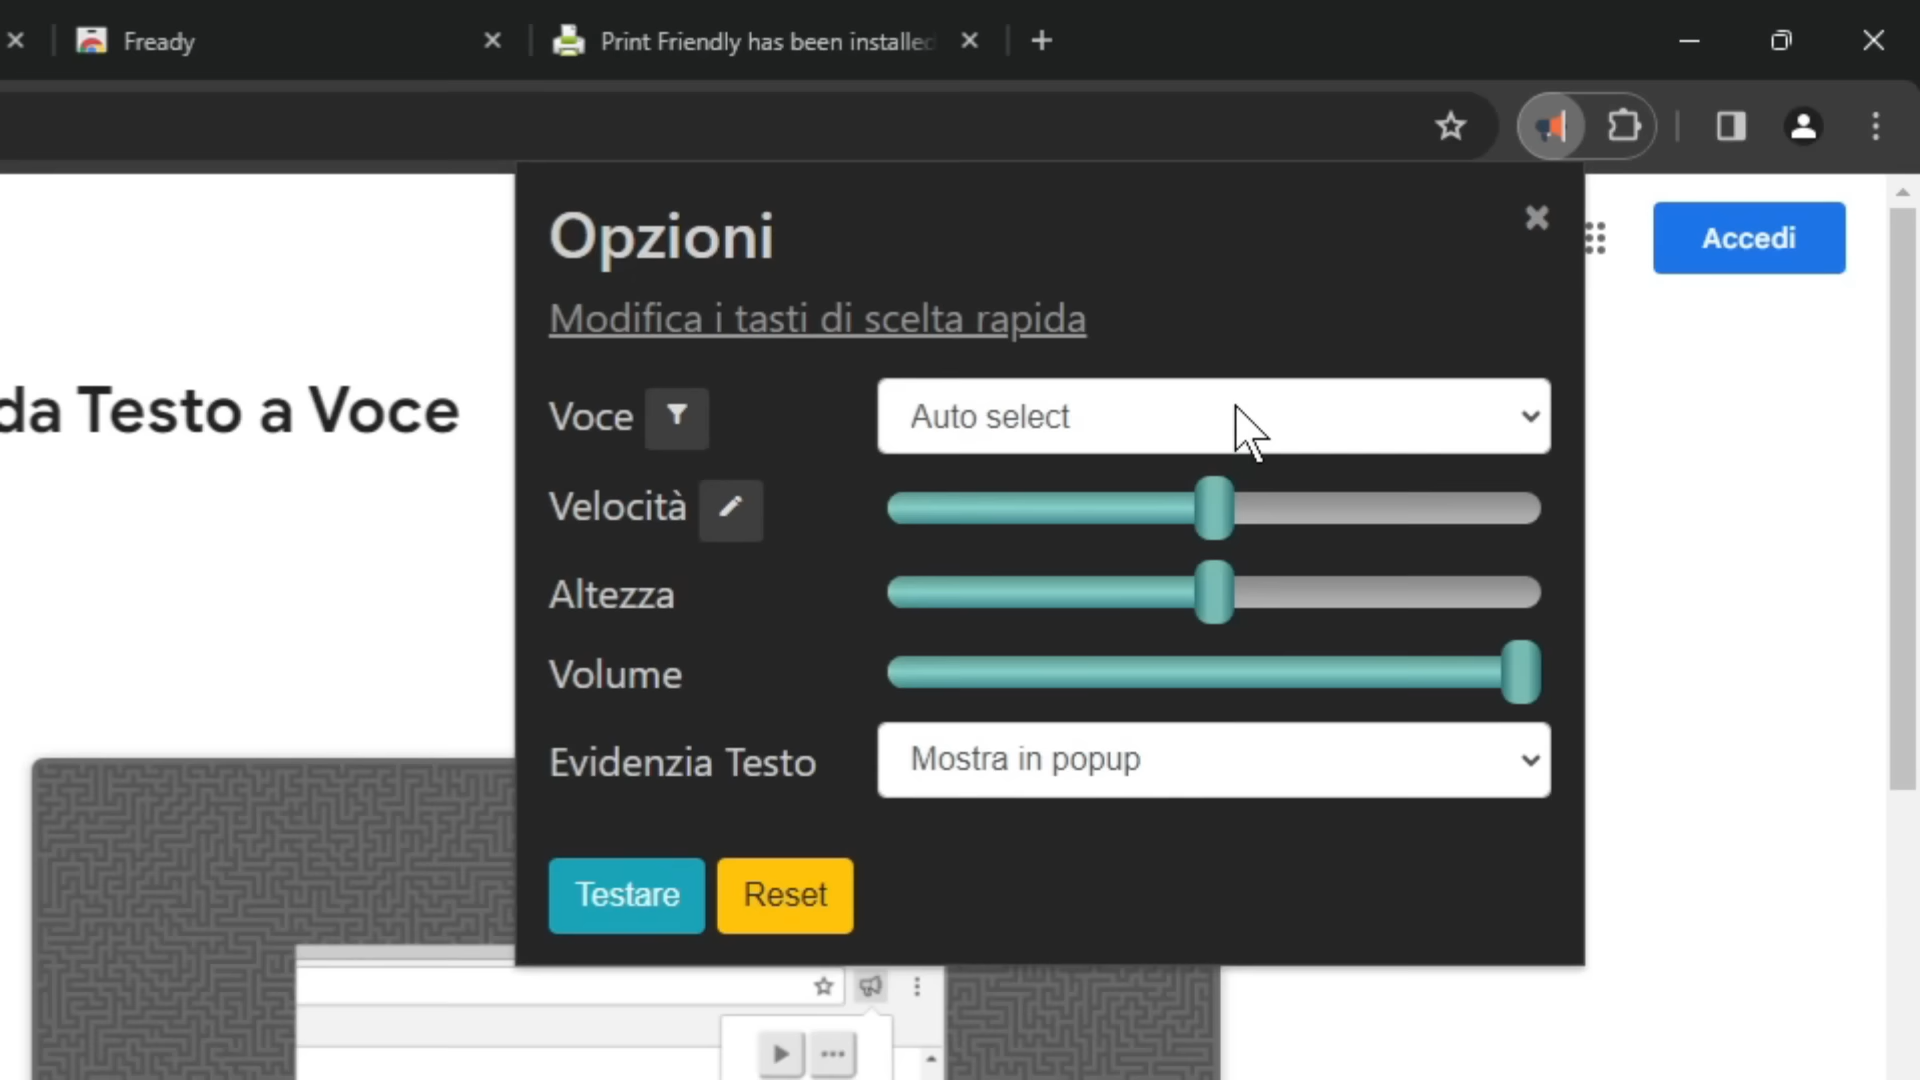 Fready
Print Friendly has been installed
Opzioni
Accedi
Modifica i tasti di scelta rapida
da Testo a Voce
Voce
Auto select
Velocità
Altezza
Volume
Evidenzia Testo
Mostra in popup
Testare
Reset